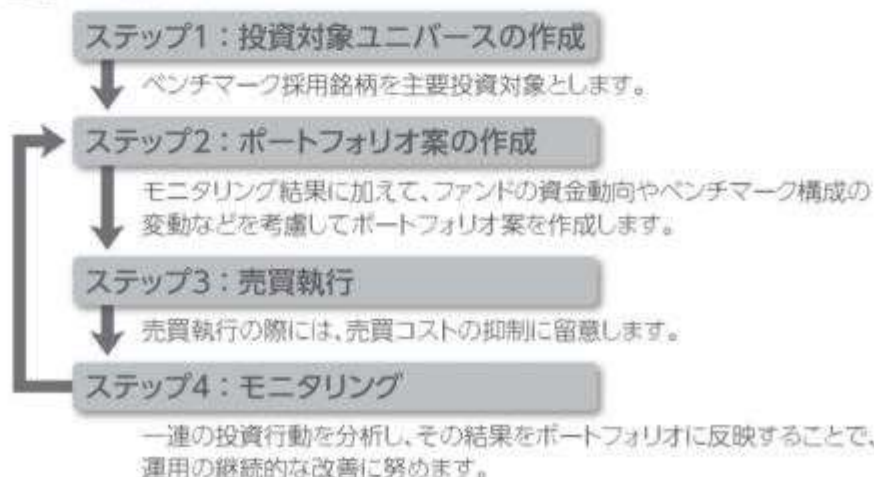 ステップ1：投資対象ユニバースの作成
ベンチマーク採用銘柄を主要投資対象とします。
ステップ2：ポートフォリオ案の作成
モニタリング結果に加えて、ファンドの資金動向やベンチマーク構成の
変動などを考慮してポートフォリオ案を作成します。
ステップ3：売買執行
売買執行の際には、売買コストの抑制に留意します。
ステップ4：モニタリング
一連の投資行動を分析し、その結果をポートフォリオに反映することで、
運用の継続的な改善に努めます。